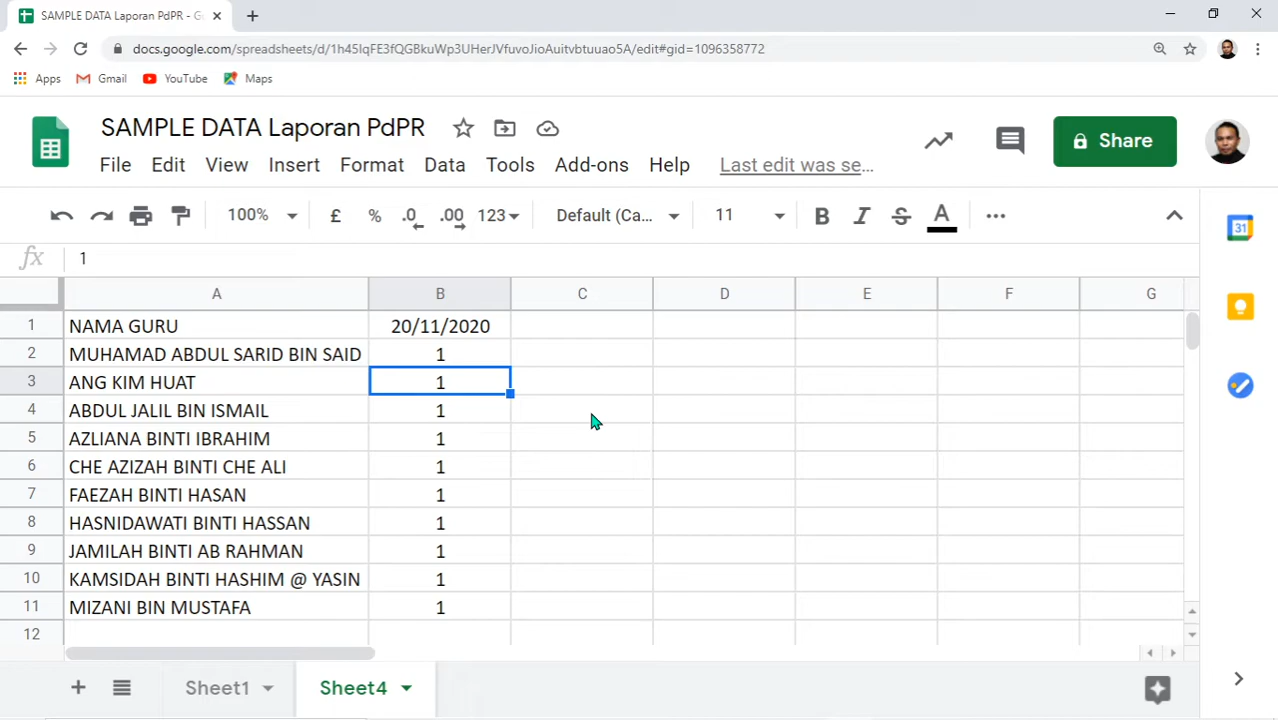 SAMPLE DATA Laporan PdPR - G
docs.google.com/spreadsheets/d/1h45IqFE3fQGBkuWp3UHerJVfuvoJioAuitvbtuuao5A/edit#gid=1096358772
Apps Gmail YouTube Maps
SAMPLE DATA Laporan PdPR
Share
File Edit View Insert Format Data Tools Add-ons Help Last edit was se...
100% £ % .0 .00 123 Default (Ca... 11 B I S A
fx 1
A B C D E F G
1 NAMA GURU 20/11/2020
2 MUHAMAD ABDUL SARID BIN SAID 1
3 ANG KIM HUAT 1
4 ABDUL JALIL BIN ISMAIL 1
5 AZLIANA BINTI IBRAHIM 1
6 CHE AZIZAH BINTI CHE ALI 1
7 FAEZAH BINTI HASAN 1
8 HASNIDAWATI BINTI HASSAN 1
9 JAMILAH BINTI AB RAHMAN 1
10 KAMSIDAH BINTI HASHIM @ YASIN 1
11 MIZANI BIN MUSTAFA 1
12
Sheet1 Sheet4
31